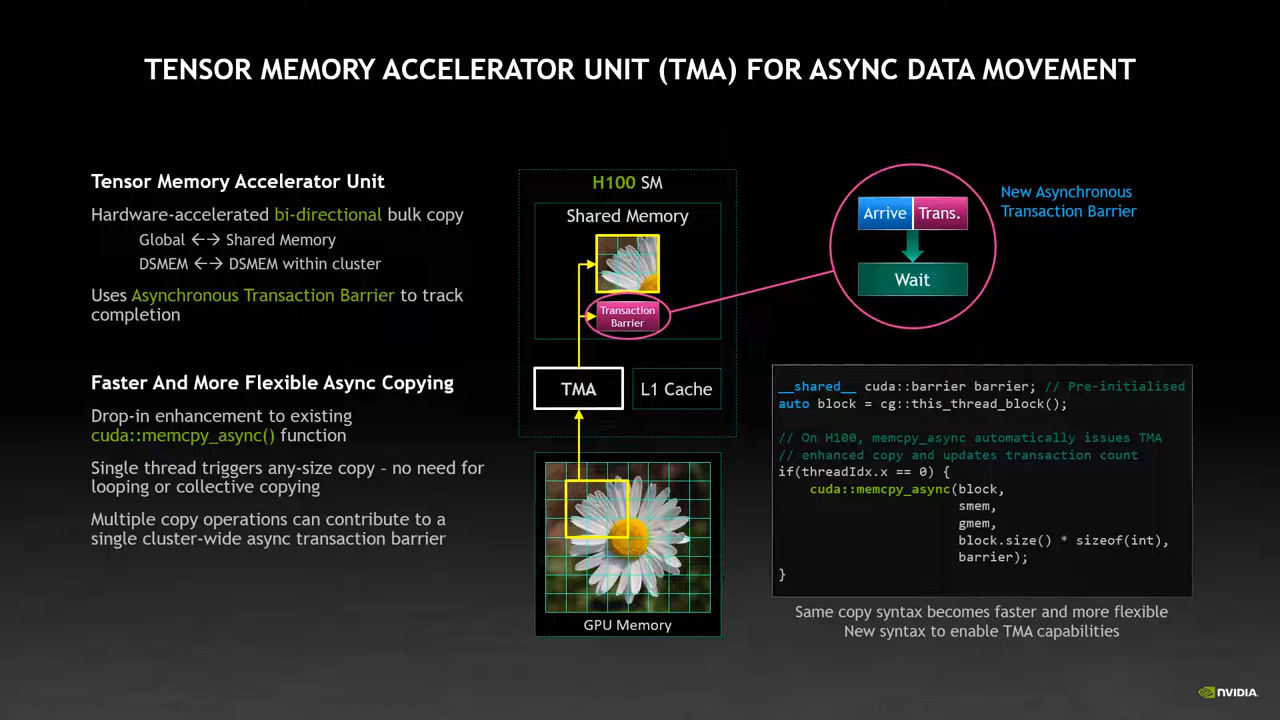 TENSOR MEMORY ACCELERATOR UNIT (TMA) FOR ASYNC DATA MOVEMENT
Tensor Memory Accelerator Unit
Hardware-accelerated bi-directional bulk copy
Global ←→ Shared Memory
DSMEM ←→ DSMEM within cluster
Uses Asynchronous Transaction Barrier to track
completion
Faster And More Flexible Async Copying
Drop-in enhancement to existing
cuda::memcpy_async() function
Single thread triggers any-size copy - no need for
looping or collective copying
Multiple copy operations can contribute to a
single cluster-wide async transaction barrier
H100 SM
Shared Memory
Transaction
Barrier
TMA
L1 Cache
GPU Memory
Arrive
Trans.
Wait
New Asynchronous
Transaction Barrier
__shared__ cuda::barrier barrier; // Pre-initialised
auto block = cg::this_thread_block();
// On H100, memcpy_async automatically issues TMA
// enhanced copy and updates transaction count
if(threadIdx.x == 0) {
cuda::memcpy_async(block,
smem,
gmem,
block.size() * sizeof(int),
barrier);
}
Same copy syntax becomes faster and more flexible
New syntax to enable TMA capabilities
NVIDIA.